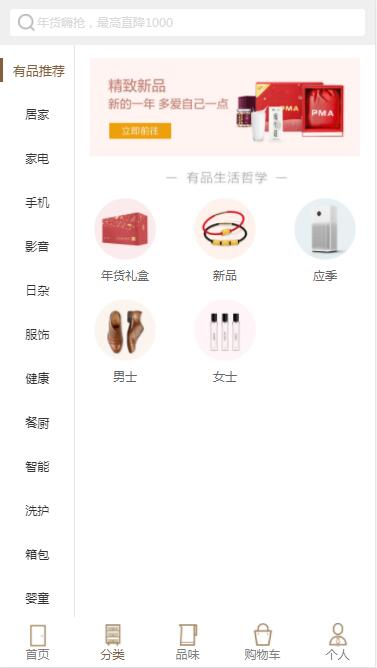 年货嗨抢，最高直降1000
有品推荐
居家
家电
手机
影音
日杂
服饰
健康
餐厨
智能
洗护
箱包
婴童
精致新品
新的一年 多爱自己一点
立即前往
PMA
PMA
— 有品生活哲学 —
年货礼盒
新品
应季
男士
女士
首页
分类
品味
购物车
个人